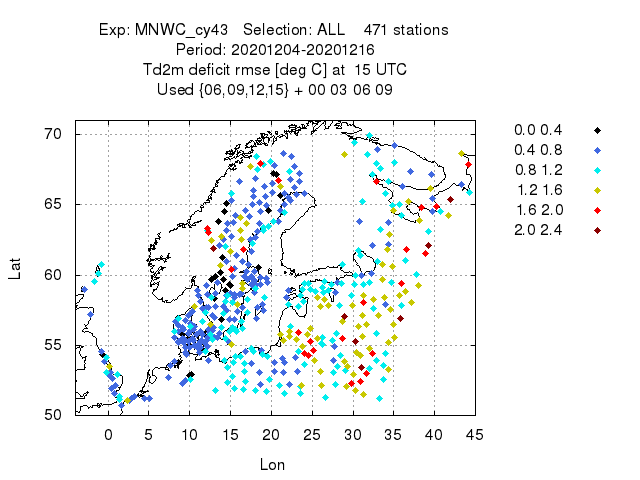 Exp: MNWC_cy43 Selection: ALL 471 stations
Period: 20201204-20201216
Td2m deficit rmse [deg C] at 15 UTC
Used {06,09,12,15} + 00 03 06 09
0.0 0.4
0.4 0.8
0.8 1.2
1.2 1.6
1.6 2.0
2.0 2.4
Lat
70
65
60
55
50
0 5 10 15 20 25 30 35 40 45
Lon